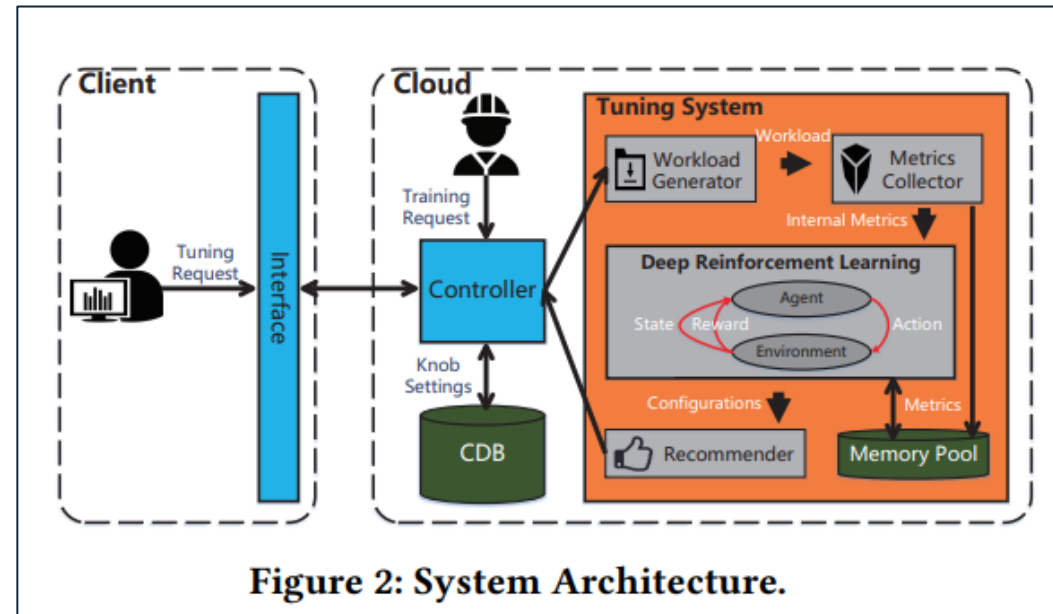 Client
Cloud
Tuning System
Workload
Workload
Generator
Metrics
Collector
Training
Request
Internal Metrics
Tuning
Request
Interface
Controller
Deep Reinforcement Learning
Agent
State
Reward
Action
Environment
Knob
Settings
Configurations
Metrics
CDB
Recommender
Memory Pool
Figure 2: System Architecture.